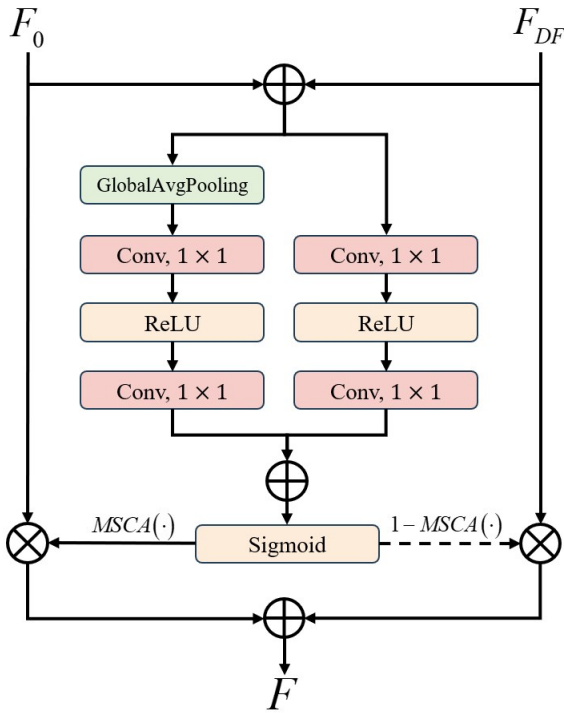 F₀ F_DF
GlobalAvgPooling
Conv, 1 × 1 Conv, 1 × 1
ReLU ReLU
Conv, 1 × 1 Conv, 1 × 1
MSCA(·) 1 − MSCA(·)
Sigmoid
F